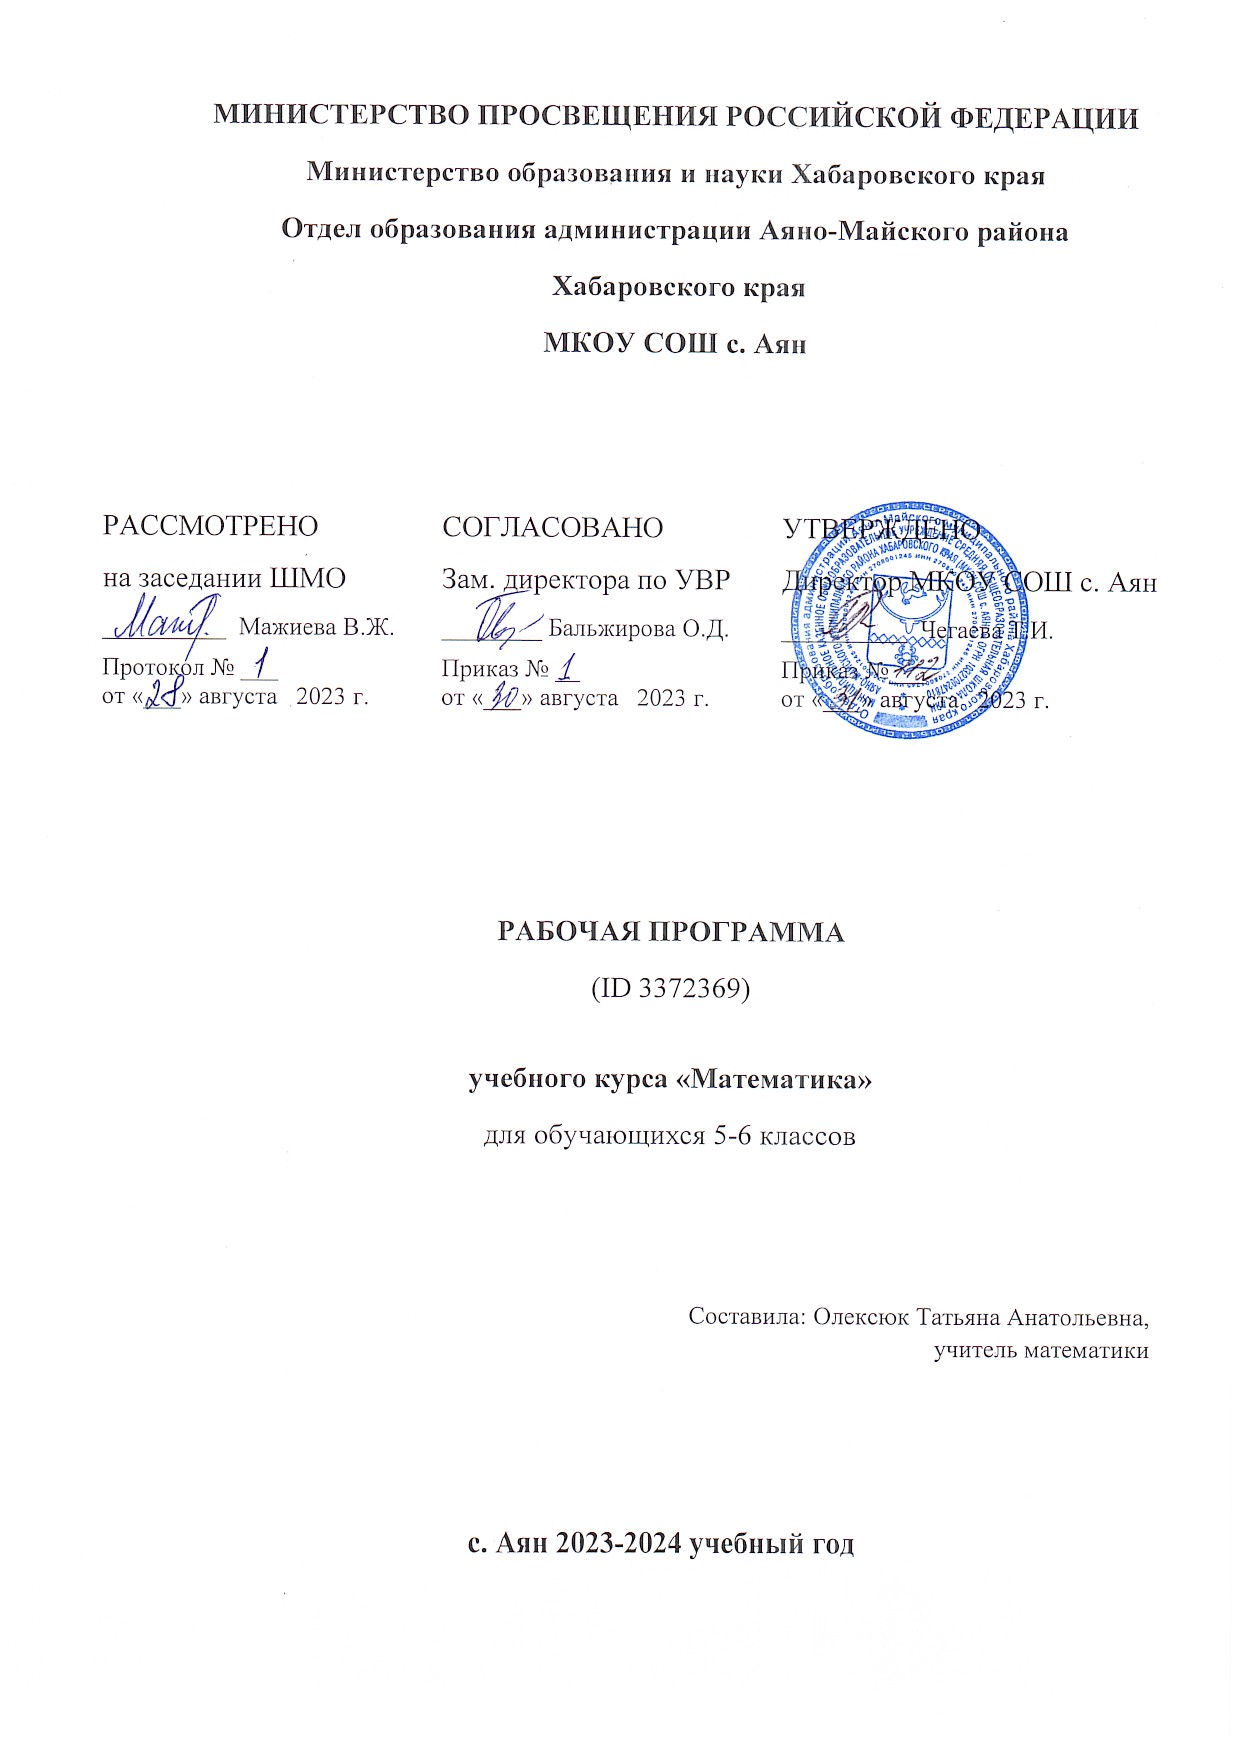 МИНИСТЕРСТВО ПРОСВЕЩЕНИЯ РОССИЙСКОЙ ФЕДЕРАЦИИ
Министерство образования и науки Хабаровского края
Отдел образования администрации Аяно-Майского района
Хабаровского края
МКОУ СОШ с. Аян
РАССМОТРЕНО
на заседании ШМО
Мажиева В.Ж.
Протокол № 1
от «28» августа 2023 г.
СОГЛАСОВАНО
Зам. директора по УВР
Бальжирова О.Д.
Приказ № 1
от «30» августа 2023 г.
УТВЕРЖДЕНО
Директор МКОУ СОШ с. Аян
Чегаева
Приказ №
от « » августа 2023 г.
РАБОЧАЯ ПРОГРАММА
(ID 3372369)
учебного курса «Математика»
для обучающихся 5-6 классов
Составила: Олексюк Татьяна Анатольевна,
учитель математики
с. Аян 2023-2024 учебный год